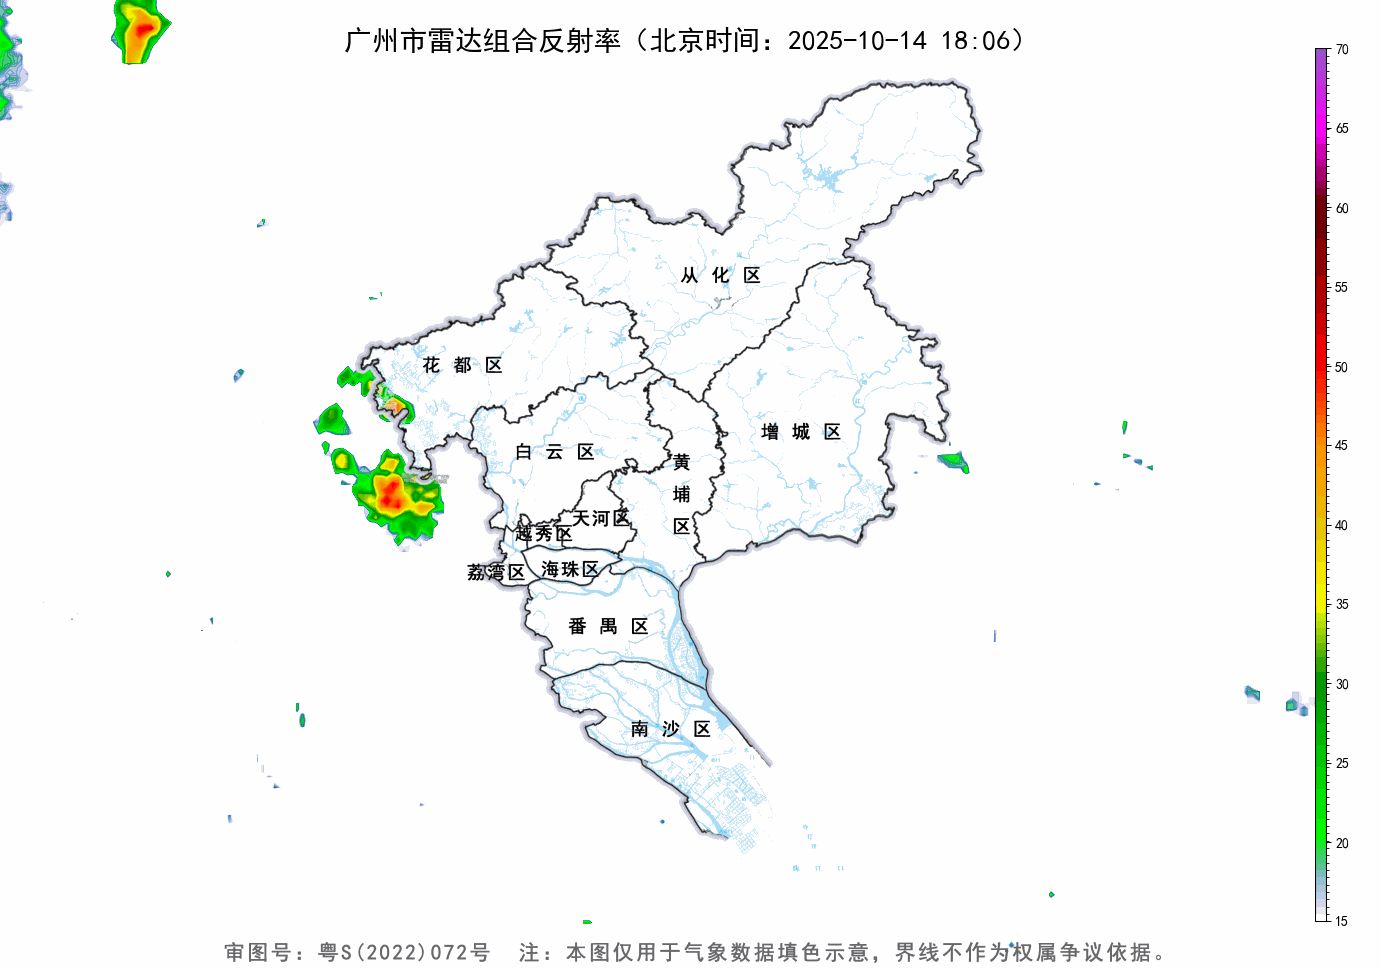 广州市雷达组合反射率（北京时间：2025-10-14 18:06）
70
65
60
55
50
45
40
35
30
25
20
15
从化区
花都区
增城区
白云区
黄埔区
天河区
越秀区
荔湾区
海珠区
番禺区
南沙区
审图号：粤S(2022)072号 注：本图仅用于气象数据填色示意，界线不作为权属争议依据。